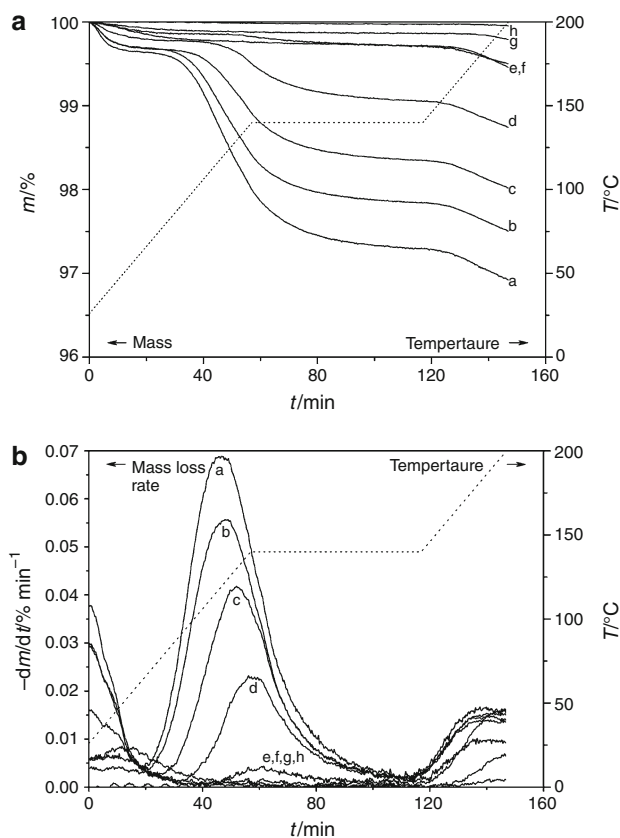 a
100
99
98
97
96
m/%
200
150
100
50
0
T/°C
h
g
e,f
d
c
b
a
Mass
Tempertaure
0 40 80 120 160
t/min
b
0.07
0.06
0.05
0.04
0.03
0.02
0.01
0.00
–dm/dt/% min⁻¹
Mass loss
rate
Tempertaure
200
150
100
50
0
T/°C
a
b
c
d
e,f,g,h
0 40 80 120 160
t/min